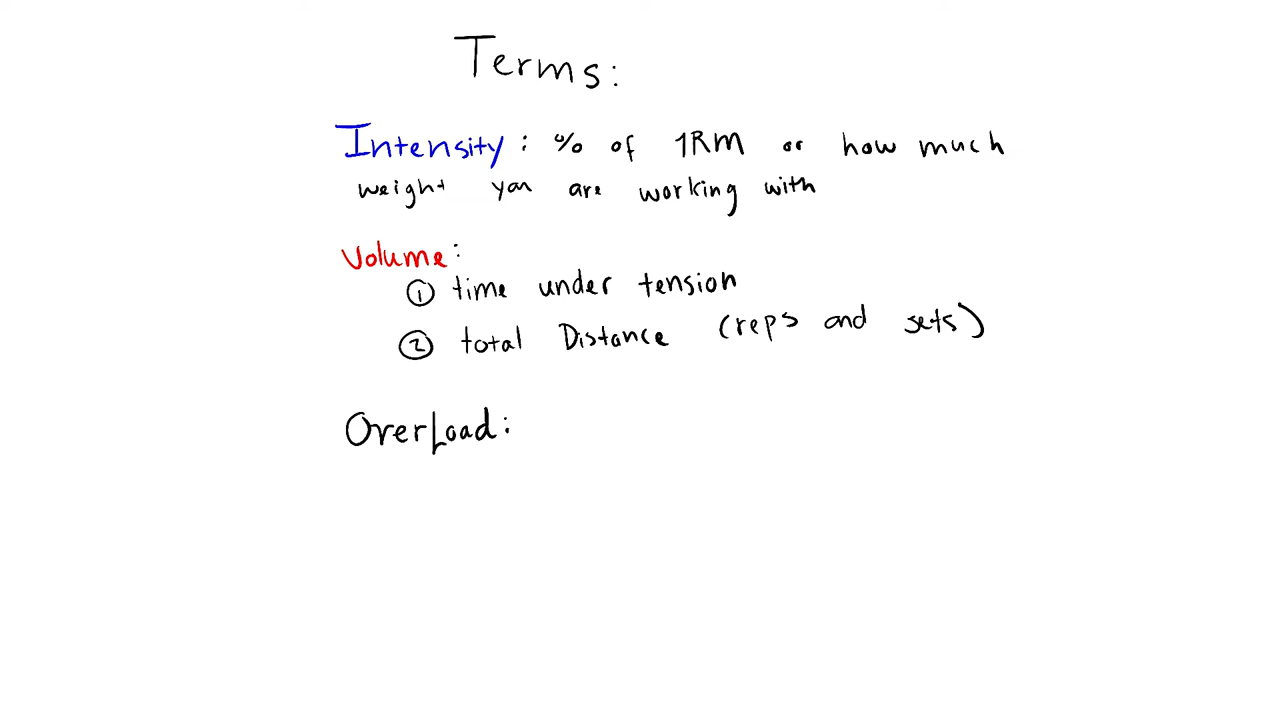 Terms:
Intensity: % of 1RM or how much
weight you are working with
Volume:
① time under tension
② total Distance (reps and sets)
OverLoad: